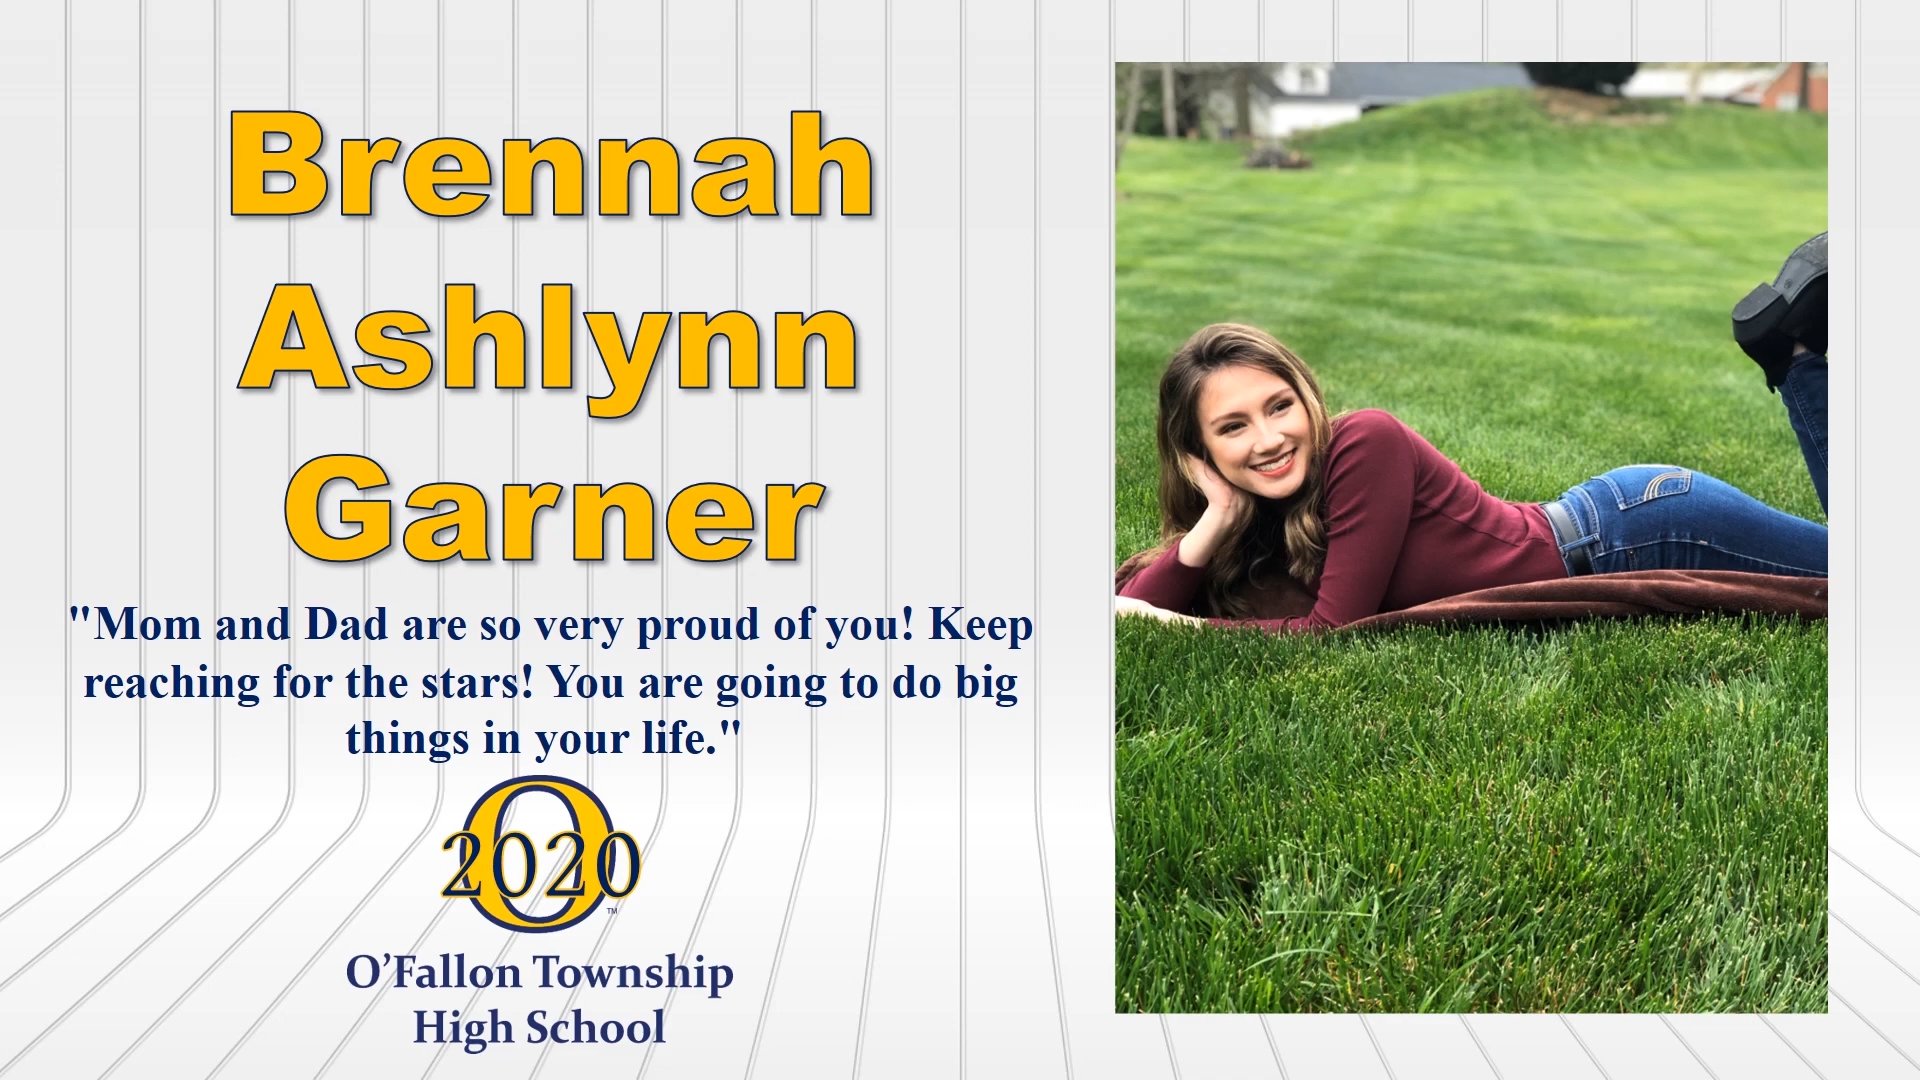 Brennah
Ashlynn
Garner
"Mom and Dad are so very proud of you! Keep
reaching for the stars! You are going to do big
things in your life."
O
2020
TM
O'Fallon Township
High School